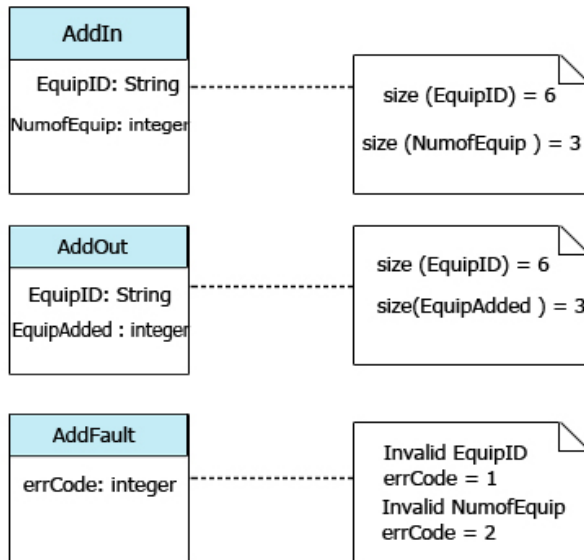 AddIn
EquipID: String
NumofEquip: integer
size (EquipID) = 6
size (NumofEquip ) = 3
AddOut
EquipID: String
EquipAdded : integer
size (EquipID) = 6
size(EquipAdded ) = 3
AddFault
errCode: integer
Invalid EquipID
errCode = 1
Invalid NumofEquip
errCode = 2